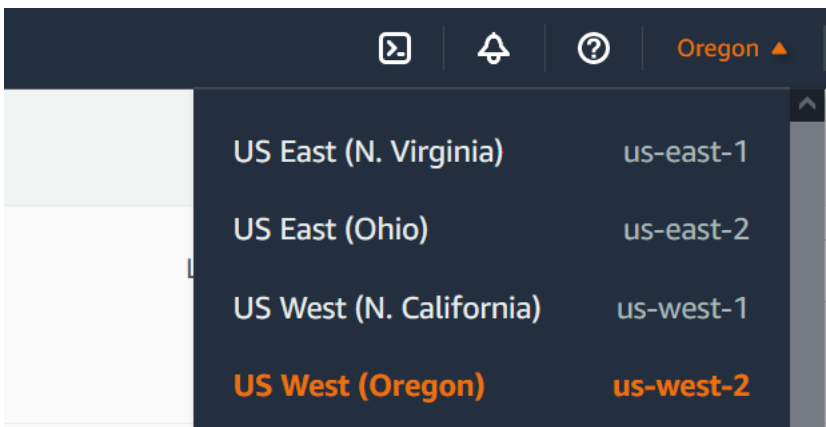 Oregon
US East (N. Virginia) us-east-1
US East (Ohio) us-east-2
US West (N. California) us-west-1
US West (Oregon) us-west-2